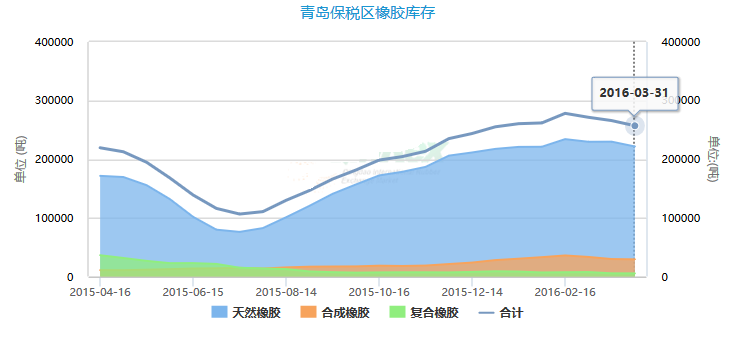 青岛保税区橡胶库存
400000
400000
2016-03-31
300000
300000
单位 (吨)
200000
200000
单位:(吨)
100000
100000
0
0
2015-04-16
2015-06-15
2015-08-14
2015-10-16
2015-12-14
2016-02-16
天然橡胶
合成橡胶
复合橡胶
合计